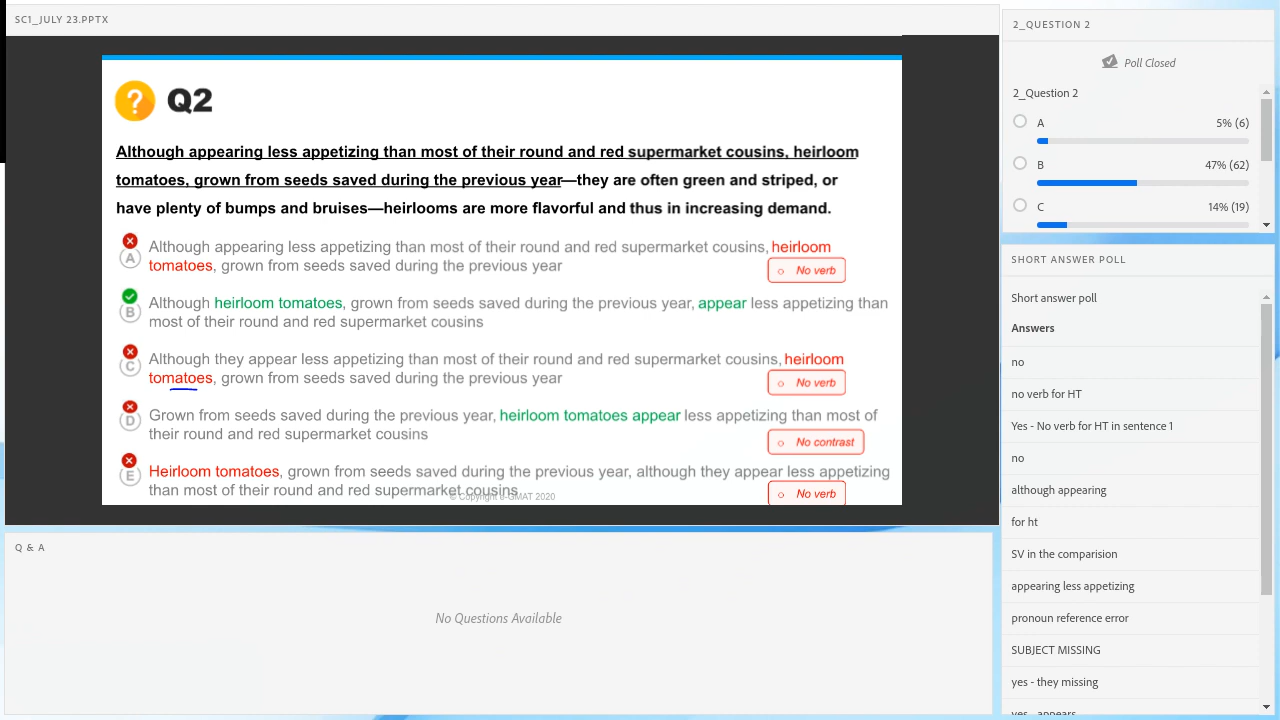 SC1_JULY 23.PPTX
Q2
Although appearing less appetizing than most of their round and red supermarket cousins, heirloom
tomatoes, grown from seeds saved during the previous year—they are often green and striped, or
have plenty of bumps and bruises—heirlooms are more flavorful and thus in increasing demand.
A Although appearing less appetizing than most of their round and red supermarket cousins, heirloom
tomatoes, grown from seeds saved during the previous year
No verb
B Although heirloom tomatoes, grown from seeds saved during the previous year, appear less appetizing than
most of their round and red supermarket cousins
C Although they appear less appetizing than most of their round and red supermarket cousins, heirloom
tomatoes, grown from seeds saved during the previous year
No verb
D Grown from seeds saved during the previous year, heirloom tomatoes appear less appetizing than most of
their round and red supermarket cousins
No contrast
E Heirloom tomatoes, grown from seeds saved during the previous year, although they appear less appetizing
than most of their round and red supermarket cousins
No verb
© Copyright e-GMAT 2020
Q & A
No Questions Available
2_QUESTION 2
Poll Closed
2_Question 2
A 5% (6)
B 47% (62)
C 14% (19)
SHORT ANSWER POLL
Short answer poll
Answers
no
no verb for HT
Yes - No verb for HT in sentence 1
no
although appearing
for ht
SV in the comparision
appearing less appetizing
pronoun reference error
SUBJECT MISSING
yes - they missing
yes - appears